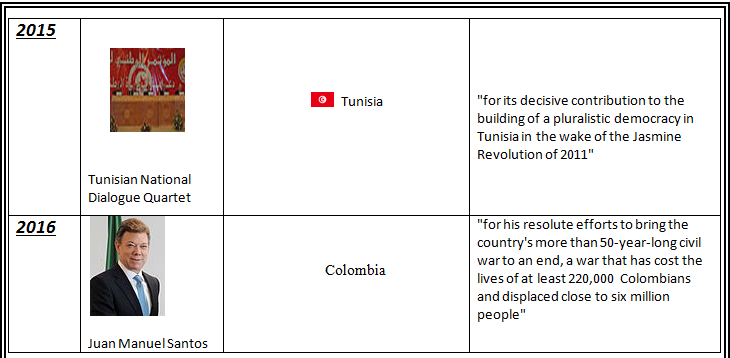 2015
Tunisian National
Dialogue Quartet
Tunisia
"for its decisive contribution to the
building of a pluralistic democracy in
Tunisia in the wake of the Jasmine
Revolution of 2011"
2016
Juan Manuel Santos
Colombia
"for his resolute efforts to bring the
country's more than 50-year-long civil
war to an end, a war that has cost the
lives of at least 220,000 Colombians
and displaced close to six million
people"